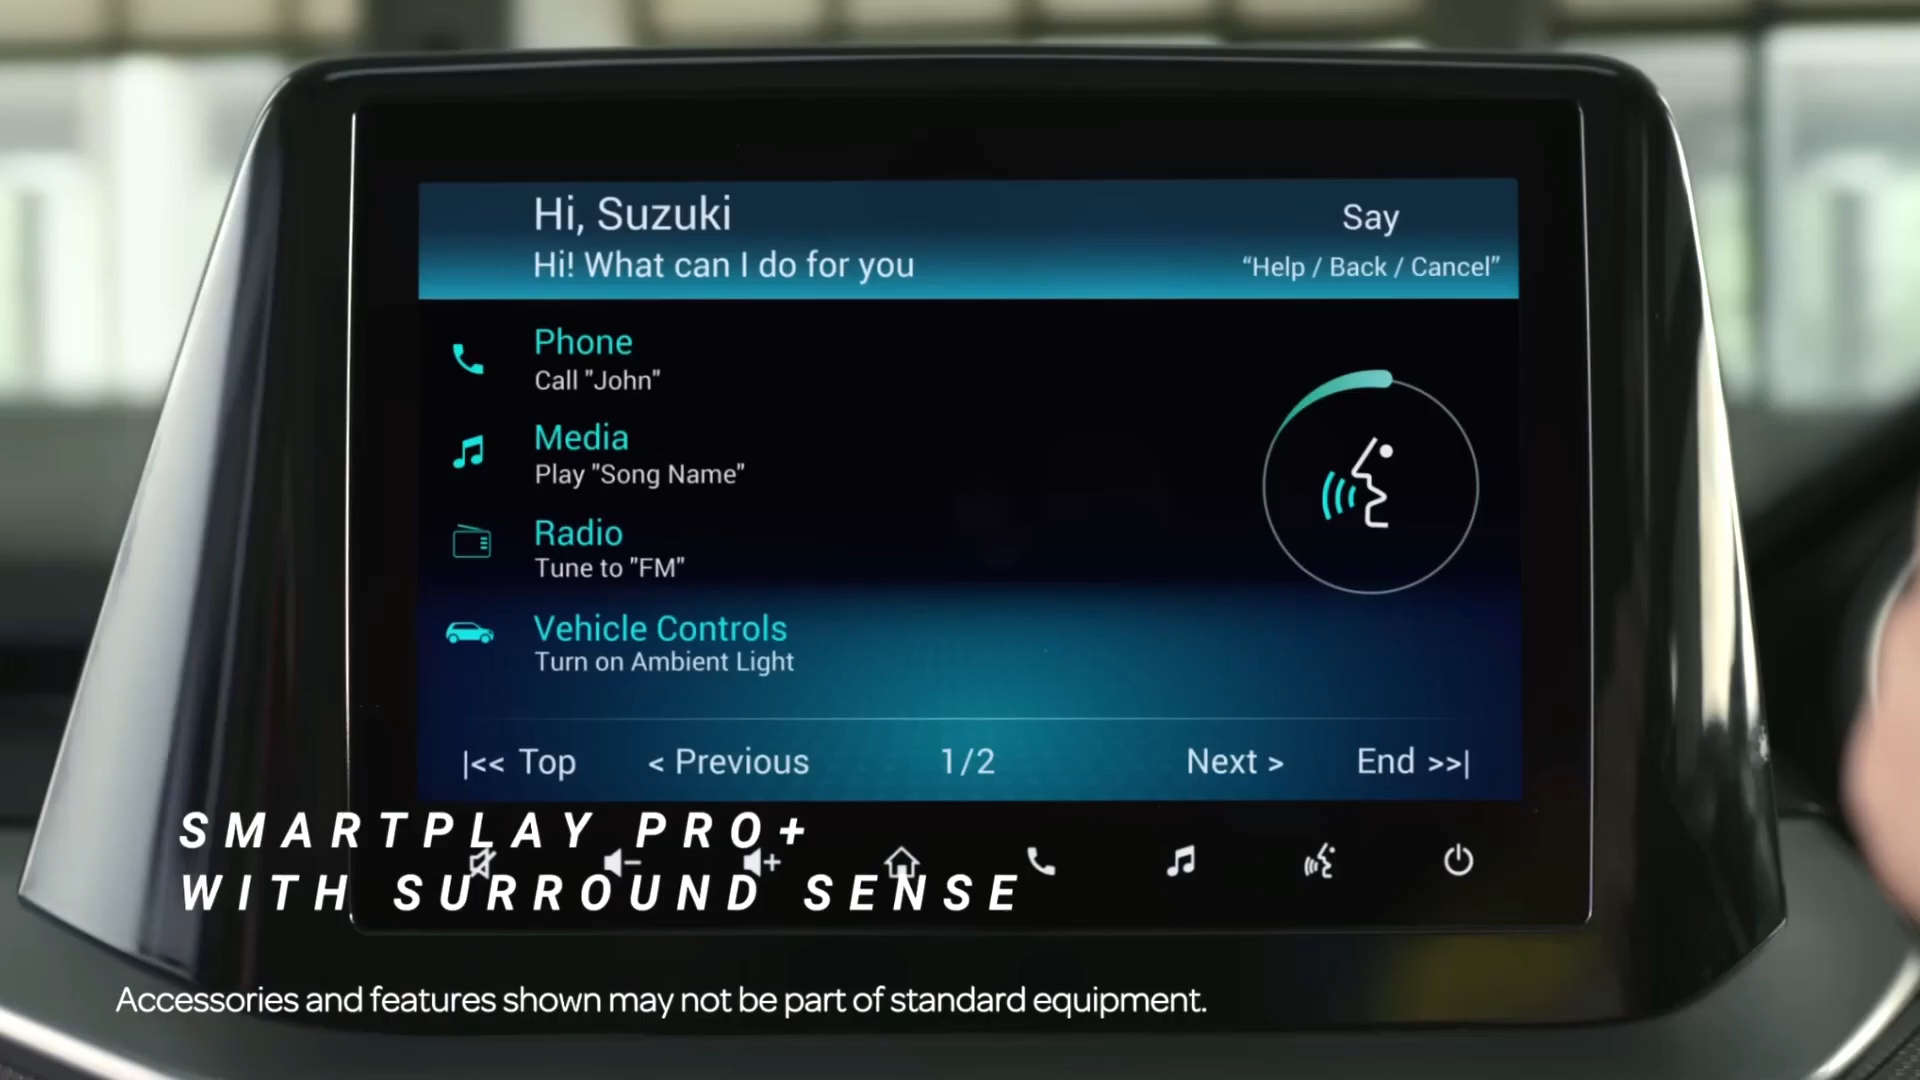 Hi, Suzuki
Say
Hi! What can I do for you
“Help / Back / Cancel”
Phone
Call "John"
Media
Play "Song Name"
Radio
Tune to "FM"
Vehicle Controls
Turn on Ambient Light
|<< Top < Previous 1/2 Next > End >>|
SMARTPLAY PRO+
WITH SURROUND SENSE
Accessories and features shown may not be part of standard equipment.